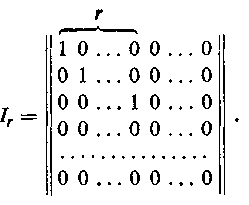 r
1 0 ... 0 0 ... 0
0 1 ... 0 0 ... 0
0 0 ... 1 0 ... 0
I_r = 0 0 ... 0 0 ... 0 .
. . . . . . . . . . . . . . .
0 0 ... 0 0 ... 0